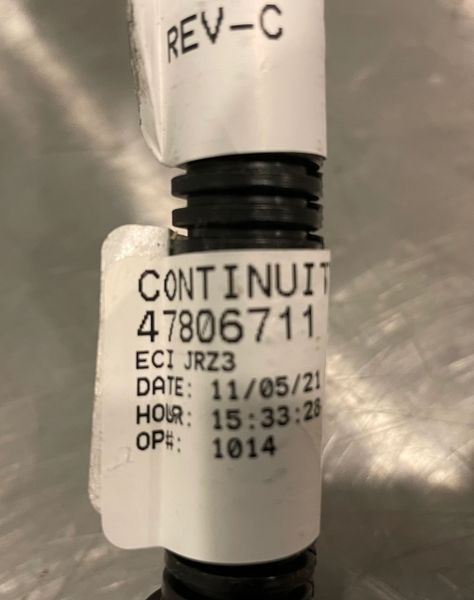 REV-C
CONTINUIT
47806711
ECI JRZ3
DATE: 11/05/21
HOUR: 15:33:28
OP#: 1014